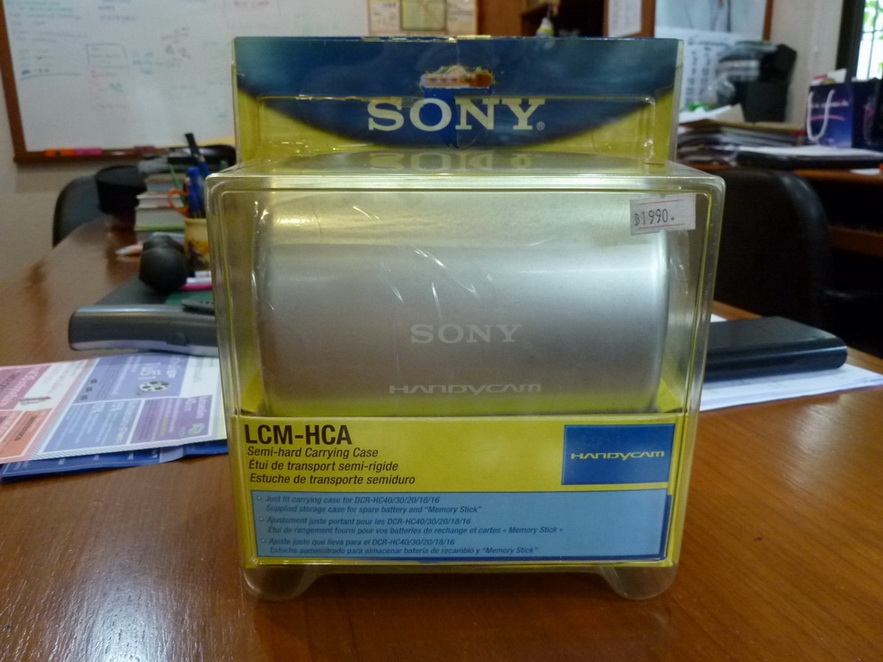 SONY®
฿1990.
SONY
HANDYCAM
LCM-HCA
Semi-hard Carrying Case
Étui de transport semi-rigide
Estuche de transporte semiduro
HANDYCAM
• Just fit carrying case for DCR-HC40/30/20/18/16
Supplied storage case for spare battery and "Memory Stick"
• Ajustement juste portant pour les DCR-HC40/30/20/18/16
Étui de rangement fourni pour vos batteries de rechange et cartes « Memory Stick »
• Ajuste justo que lleva para el DCR-HC40/30/20/18/16
Estuche suministrado para almacenar batería de recambio y "Memory Stick"